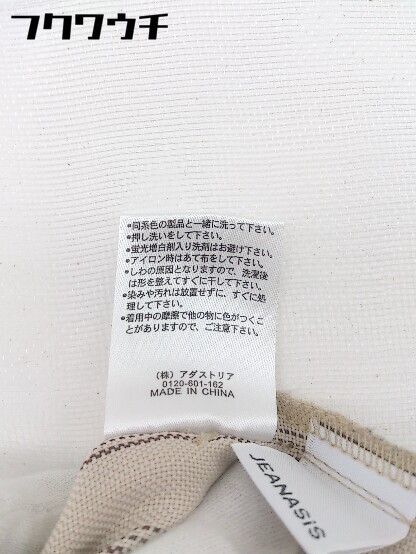 フクワウチ
•同系色の製品と一緒に洗って下さい。
•押し洗いをして下さい。
•蛍光増白剤入り洗剤はお避け下さい。
•アイロン時はあて布をして下さい。
•しわの原因となりますので、洗濯後
は形を整えてすぐに干して下さい。
•染みや汚れは放置せずに、すぐに処
理して下さい。
•着用中の摩擦で他の物に色がつくこ
とがありますので、ご注意下さい。
(株) アダストリア
0120-601-162
MADE IN CHINA
JEANASiS